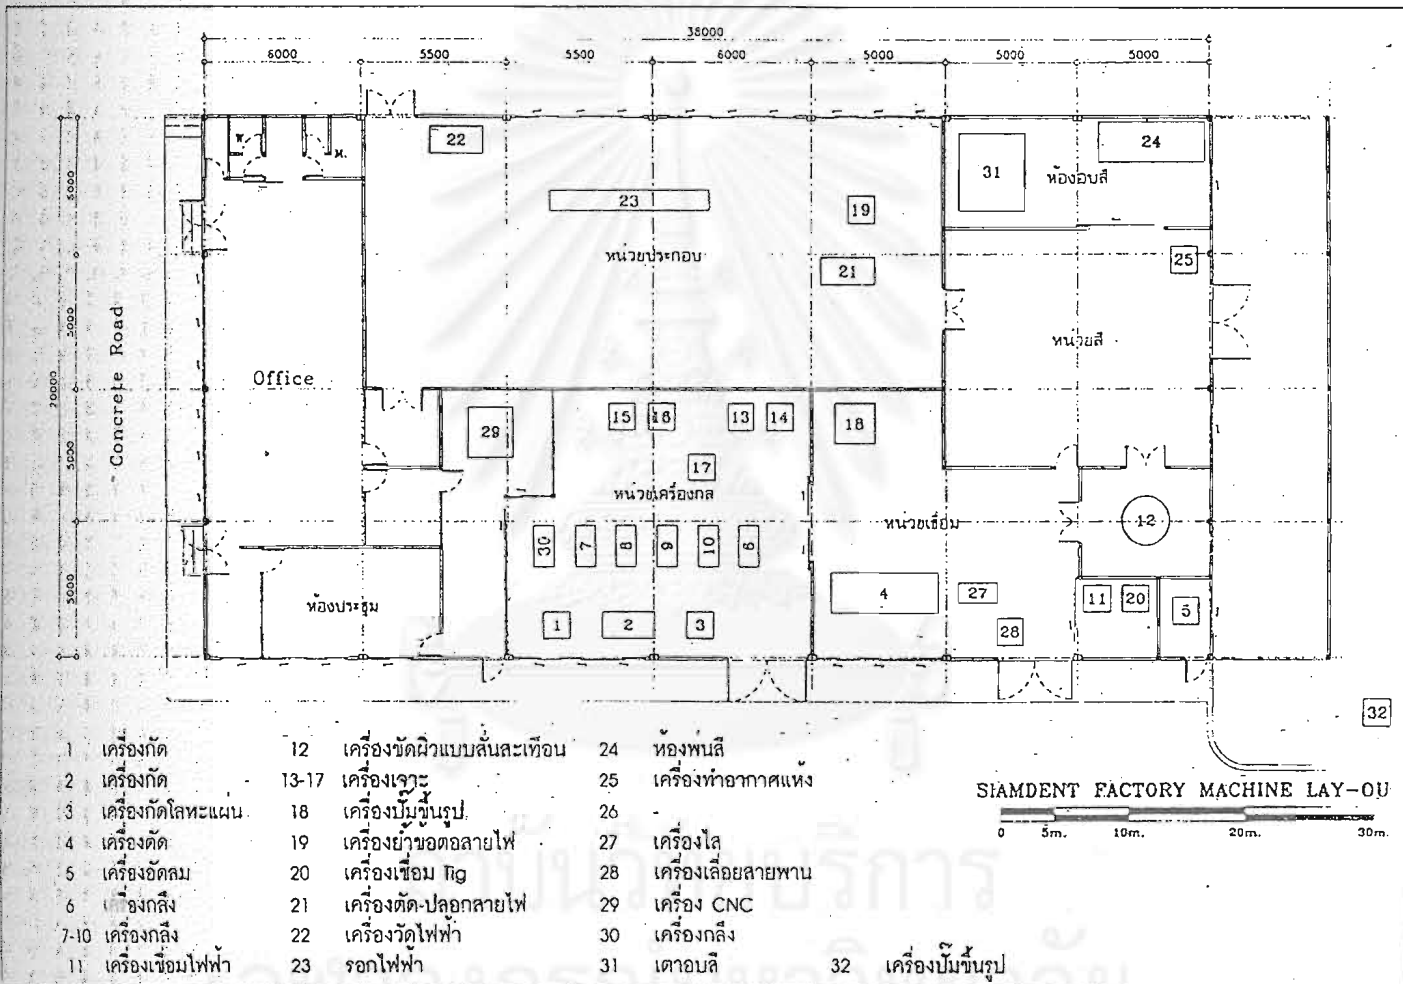 38000
6000 5500 5500 6000 5000 5000 5000
22
24
31
ห้องอบสี
5000
23
19
หน่วยประกอบ
25
21
5000
Concrete Road
หน่วยสี
Office
20000
15 16 13 14
18
29
5000
17
หน่วยเครื่องกล
หน่วยเชื่อม
12
30 7 8 9 10 6
5000
4
27
11 20
5
ห้องประชุม
1 2 3
28
32
1 เครื่องกัด
2 เครื่องกัด
3 เครื่องกัดโลหะแผ่น
4 เครื่องดัด
5 เครื่องอัดลม
6 เครื่องกลึง
7-10 เครื่องกลึง
11 เครื่องเชื่อมไฟฟ้า
12 เครื่องขัดผิวแบบสั่นสะเทือน
13-17 เครื่องเจาะ
18 เครื่องปั๊มขึ้นรูป
19 เครื่องย้ำข้อต่อสายไฟ
20 เครื่องเชื่อม Tig
21 เครื่องตัด-ปลอกสายไฟ
22 เครื่องวัดไฟฟ้า
23 รอกไฟฟ้า
24 ห้องพ่นสี
25 เครื่องทำอากาศแห้ง
26 -
27 เครื่องไส
28 เครื่องเลื่อยสายพาน
29 เครื่อง CNC
30 เครื่องกลึง
31 เตาอบสี
32 เครื่องปั๊มขึ้นรูป
SIAMDENT FACTORY MACHINE LAY-OU
0 5m. 10m. 20m. 30m.